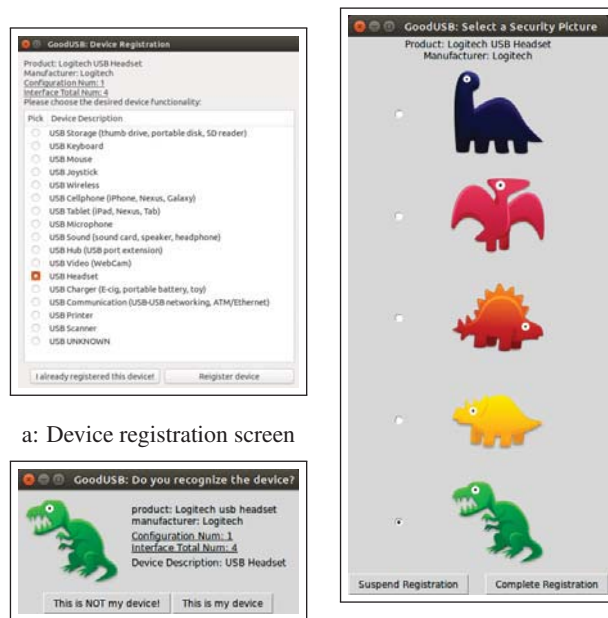 GoodUSB: Device Registration
Product: Logitech USB Headset
Manufacturer: Logitech
Configuration Num: 1
Interface Total Num: 4
Please choose the desired device functionality:
Pick Device Description
USB Storage (thumb drive, portable disk, SD reader)
USB Keyboard
USB Mouse
USB Joystick
USB Wireless
USB Cellphone (iPhone, Nexus, Galaxy)
USB Tablet (iPad, Nexus, Tab)
USB Microphone
USB Sound (sound card, speaker, headphone)
USB Hub (USB port extension)
USB Video (WebCam)
USB Headset
USB Charger (E-cig, portable battery, toy)
USB Communication (USB-USB networking, ATM/Ethernet)
USB Printer
USB Scanner
USB UNKNOWN
I already registered this device! Reigister device
a: Device registration screen
GoodUSB: Do you recognize the device?
product: Logitech usb headset
manufacturer: Logitech
Configuration Num: 1
Interface Total Num: 4
Device Description: USB Headset
This is NOT my device! This is my device
GoodUSB: Select a Security Picture
Product: Logitech USB Headset
Manufacturer: Logitech
Suspend Registration Complete Registration